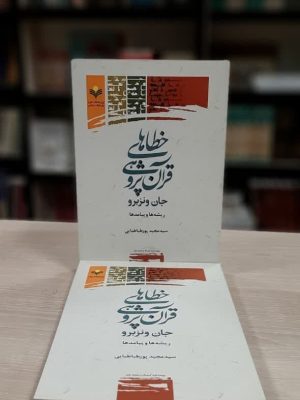 خطاهای
قرآن‌پژوهی
جان ونزبرو
ریشه‌ها و پیامدها
سید مجید پورطباطبایی
خطاهای
قرآن‌پژوهی
جان ونزبرو
ریشه‌ها و پیامدها
سید مجید پورطباطبایی